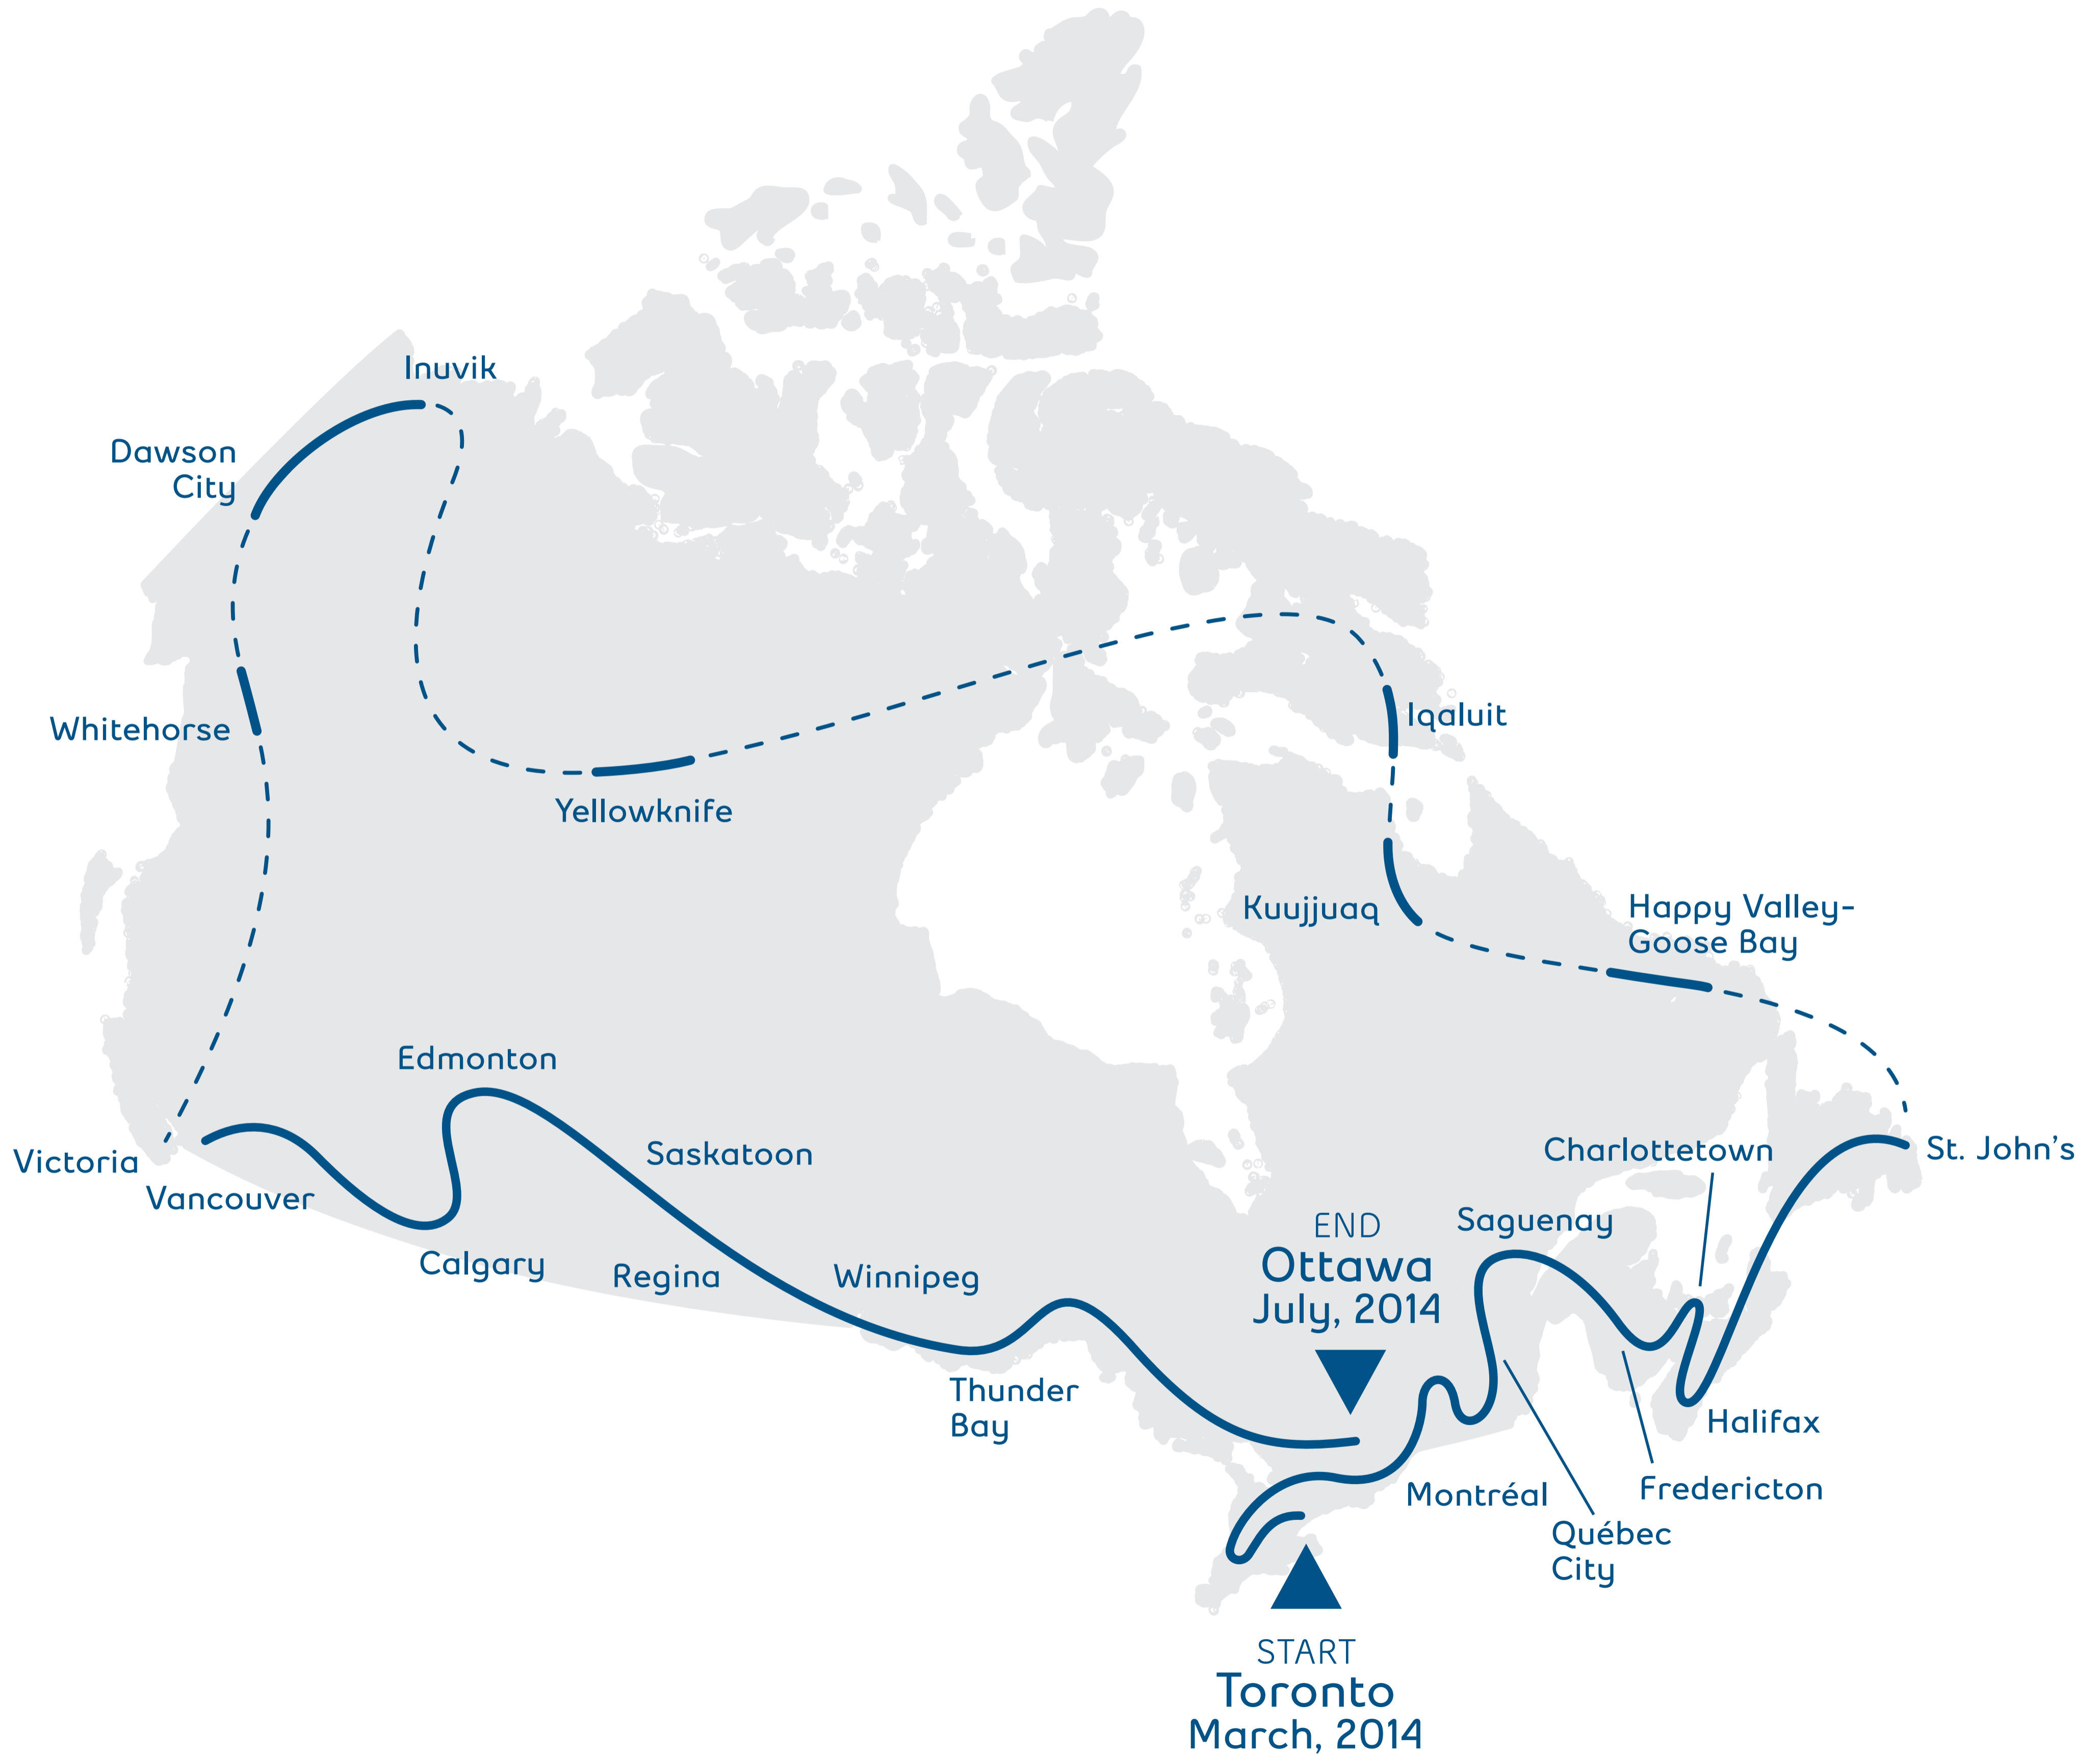 Inuvik
Dawson
City
Whitehorse
Iqaluit
Yellowknife
Kuujjuaq
Happy Valley-
Goose Bay
Edmonton
Saskatoon
Charlottetown
St. John's
Victoria
Vancouver
Calgary
Regina
Winnipeg
END
Ottawa
July, 2014
Saguenay
Thunder
Bay
Halifax
Montréal
Fredericton
Québec
City
START
Toronto
March, 2014